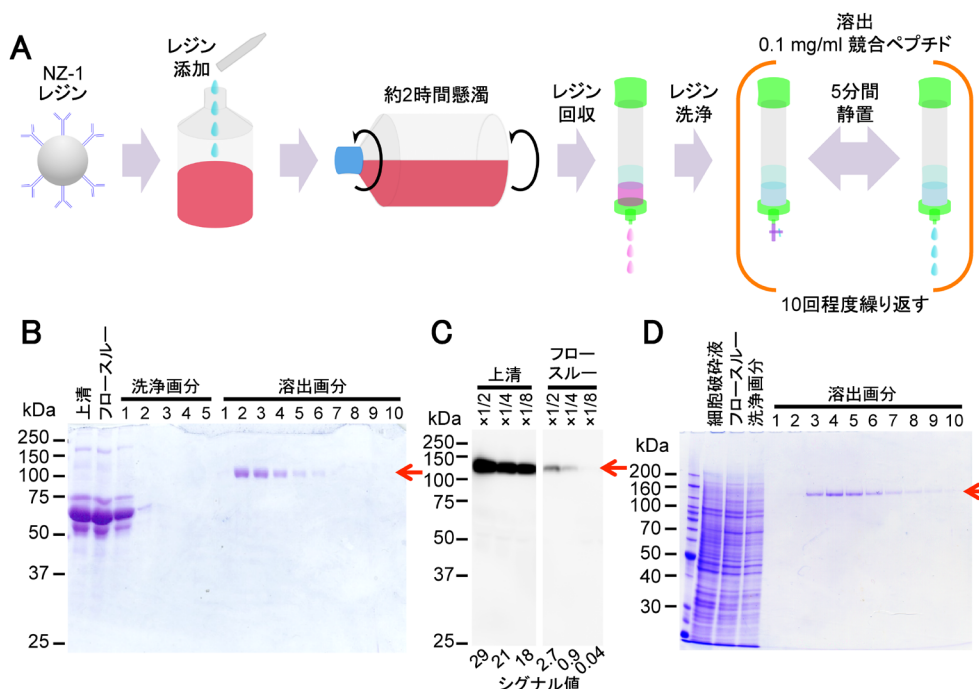 A
NZ-1
レジン
レジン
添加
約2時間懸濁
レジン
回収
レジン
洗浄
溶出
0.1 mg/ml 競合ペプチド
5分間
静置
10回程度繰り返す
B
上清
フロースルー
洗浄画分
溶出画分
1 2 3 4 5 1 2 3 4 5 6 7 8 9 10
kDa
250
150
100
75
50
37
25
C
上清
フロー
スルー
×1/2 ×1/4 ×1/8 ×1/2 ×1/4 ×1/8
kDa
250
150
100
75
50
37
25
29 21 18 2.7 0.9 0.04
シグナル値
D
細胞破砕液
フロースルー
洗浄画分
溶出画分
1 2 3 4 5 6 7 8 9 10
kDa
200
160
100
70
50
40
30